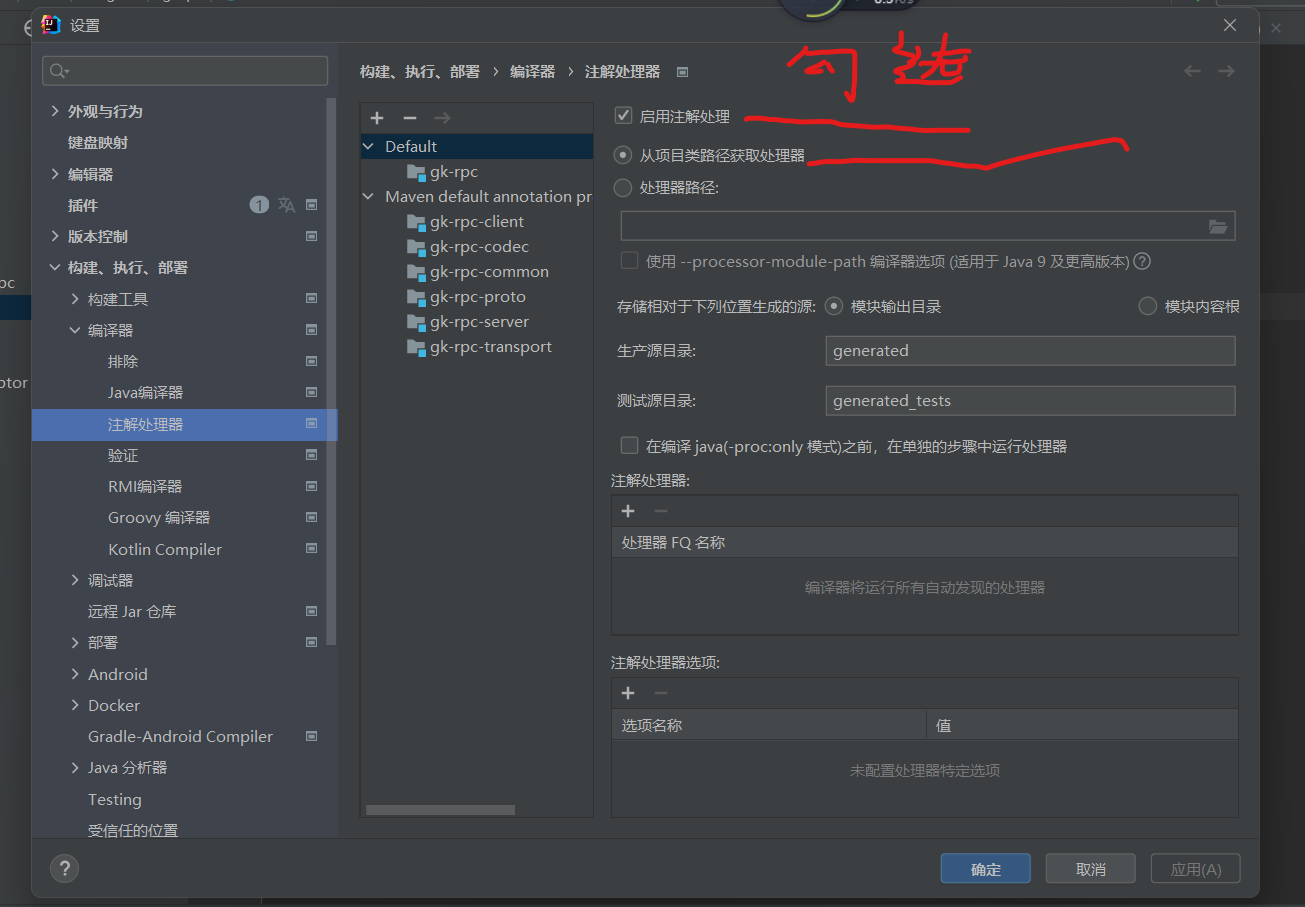 设置
勾选
构建、执行、部署 › 编译器 › 注解处理器
外观与行为
键盘映射
编辑器
插件 1
版本控制
构建、执行、部署
构建工具
编译器
排除
Java编译器
注解处理器
验证
RMI编译器
Groovy 编译器
Kotlin Compiler
调试器
远程 Jar 仓库
部署
Android
Docker
Gradle-Android Compiler
Java 分析器
Testing
受信任的位置
Default
gk-rpc
Maven default annotation pr
gk-rpc-client
gk-rpc-codec
gk-rpc-common
gk-rpc-proto
gk-rpc-server
gk-rpc-transport
启用注解处理
从项目类路径获取处理器
处理器路径:
使用 --processor-module-path 编译器选项 (适用于 Java 9 及更高版本)
存储相对于下列位置生成的源: 模块输出目录 模块内容根
生产源目录: generated
测试源目录: generated_tests
在编译 java(-proc:only 模式)之前，在单独的步骤中运行处理器
注解处理器:
处理器 FQ 名称
编译器将运行所有自动发现的处理器
注解处理器选项:
选项名称 值
未配置处理器特定选项
? 确定 取消 应用(A)